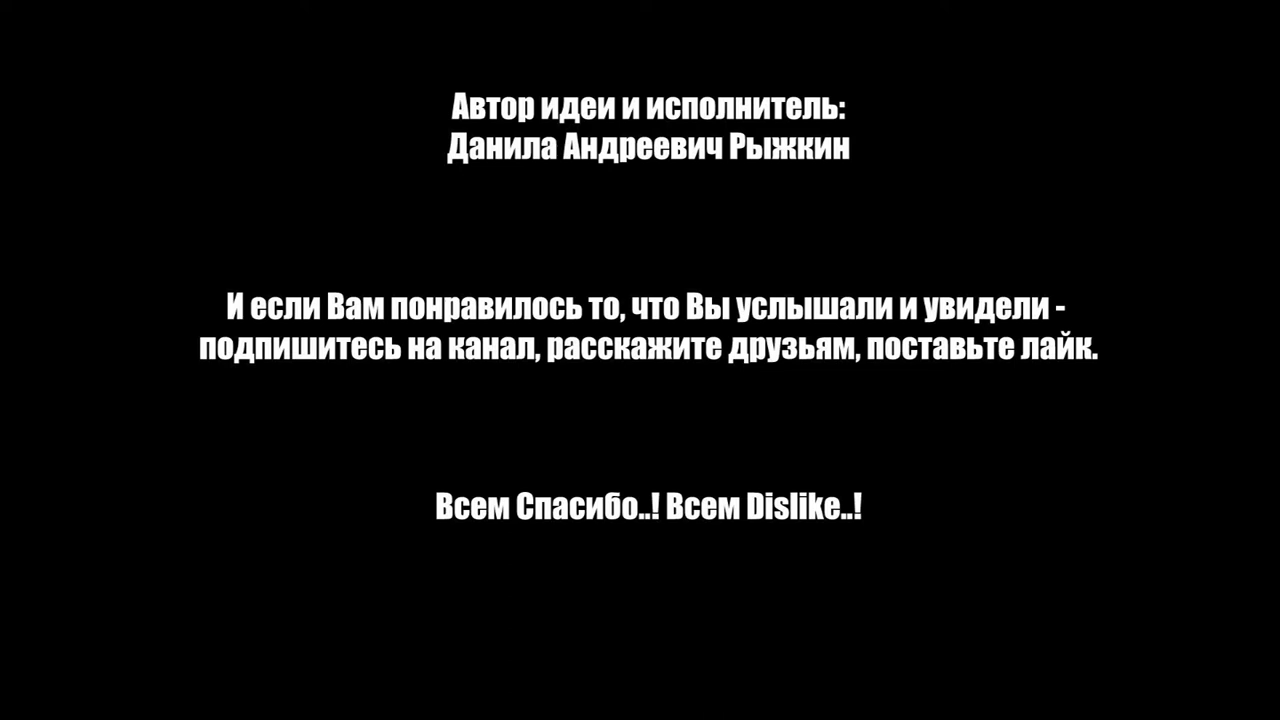 Автор идеи и исполнитель:
Данила Андреевич Рыжкин
И если Вам понравилось то, что Вы услышали и увидели -
подпишитесь на канал, расскажите друзьям, поставьте лайк.
Всем Спасибо..! Всем Dislike..!